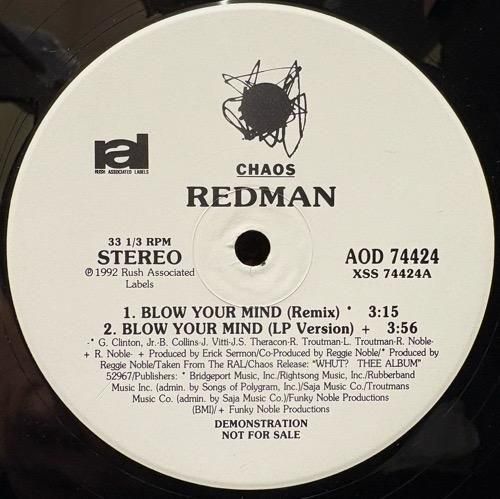 ral
RUSH ASSOCIATED LABELS
CHAOS
REDMAN
33 1/3 RPM
STEREO
℗ 1992 Rush Associated
Labels
AOD 74424
XSS 74424A
1. BLOW YOUR MIND (Remix) * 3:15
2. BLOW YOUR MIND (LP Version) + 3:56
-* G. Clinton, Jr.-B. Collins-J. Vitti-J.S. Theracon-R. Troutman-L. Troutman-R. Noble-
+ R. Noble- + Produced by Erick Sermon/Co-Produced by Reggie Noble/* Produced by
Reggie Noble/Taken From The RAL/Chaos Release: "WHUT? THEE ALBUM"
52967/Publishers: * Bridgeport Music, Inc./Rightsong Music, Inc./Rubberband
Music Inc. (admin. by Songs of Polygram, Inc.)/Saja Music Co./Troutmans
Music Co. (admin. by Saja Music Co.)/Funky Noble Productions
(BMI)/+ Funky Noble Productions
DEMONSTRATION
NOT FOR SALE